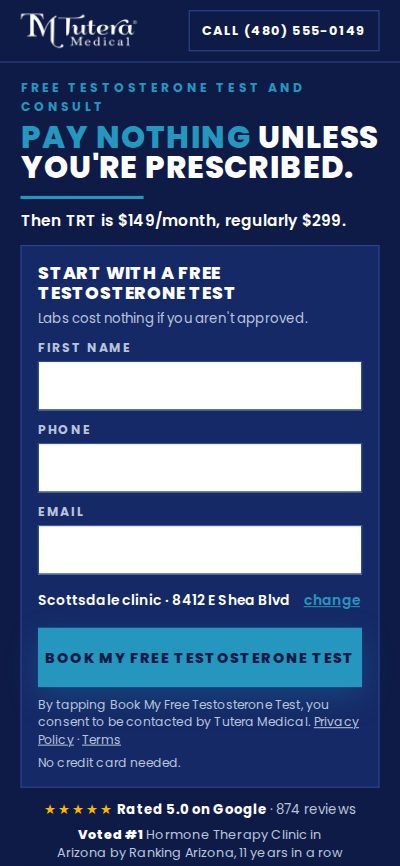 TM Tutera
Medical
CALL (480) 555-0149
FREE TESTOSTERONE TEST AND
CONSULT
PAY NOTHING UNLESS
YOU'RE PRESCRIBED.
Then TRT is $149/month, regularly $299.
START WITH A FREE
TESTOSTERONE TEST
Labs cost nothing if you aren't approved.
FIRST NAME
PHONE
EMAIL
Scottsdale clinic · 8412 E Shea Blvd change
BOOK MY FREE TESTOSTERONE TEST
By tapping Book My Free Testosterone Test, you
consent to be contacted by Tutera Medical. Privacy
Policy · Terms
No credit card needed.
★★★★★ Rated 5.0 on Google · 874 reviews
Voted #1 Hormone Therapy Clinic in
Arizona by Ranking Arizona, 11 years in a row